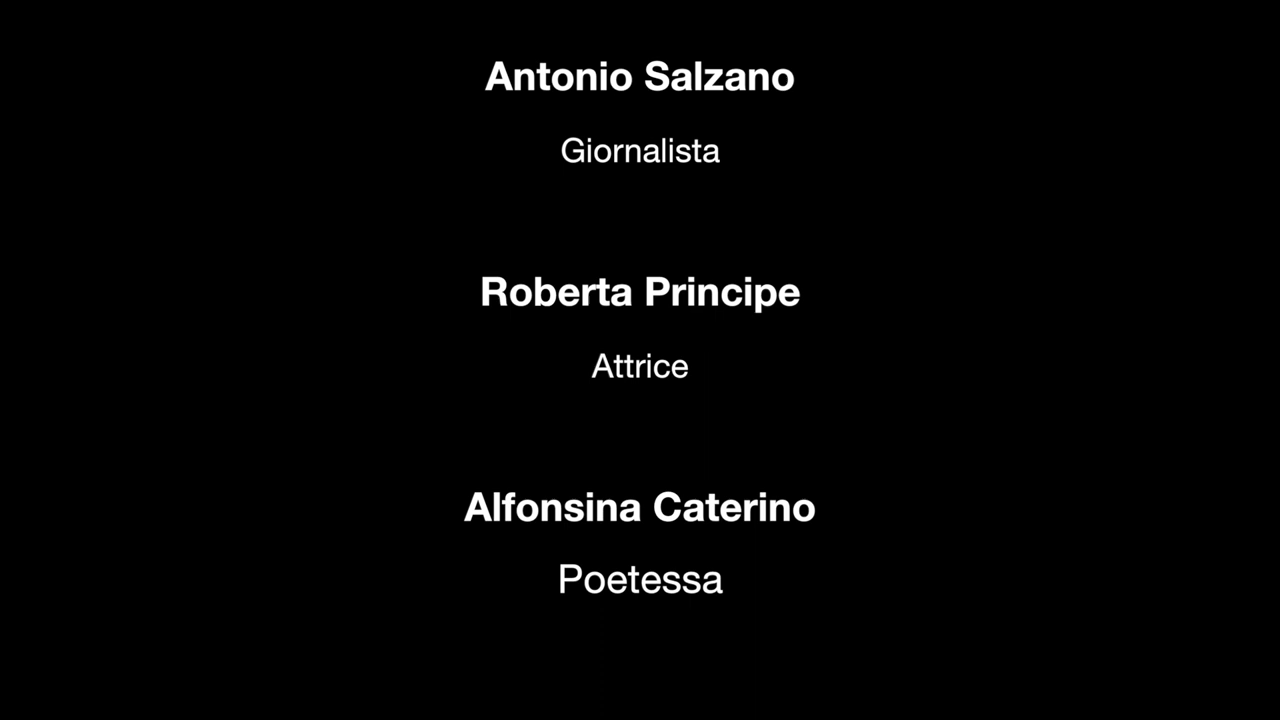 Antonio Salzano
Giornalista
Roberta Principe
Attrice
Alfonsina Caterino
Poetessa